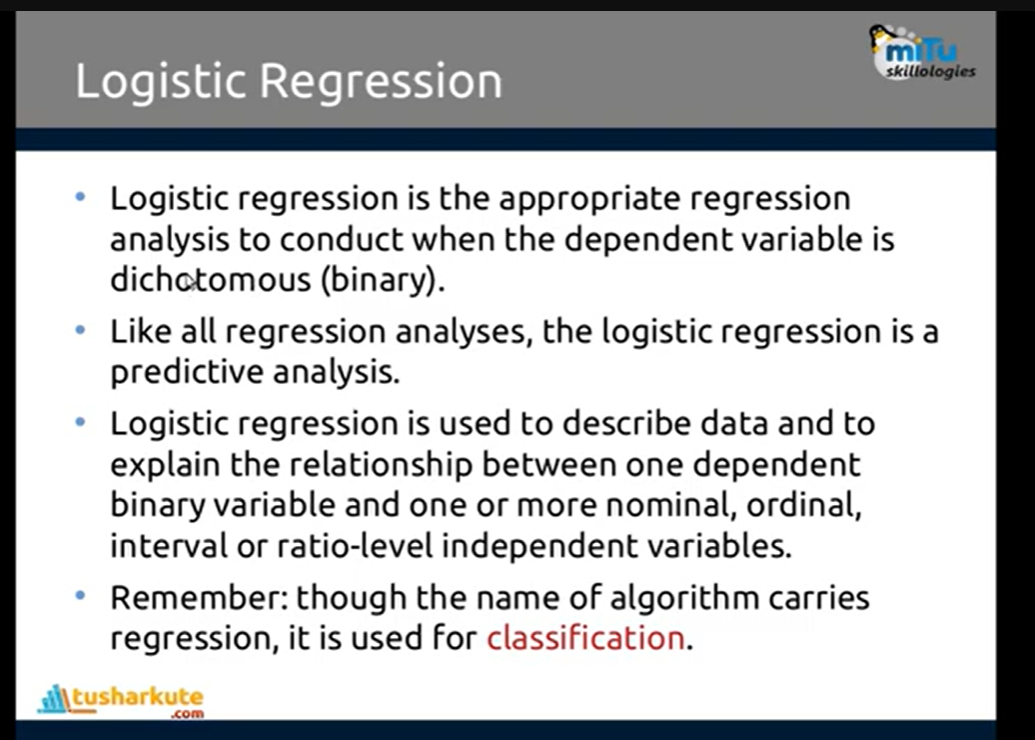 miTu
skillologies
Logistic Regression
• Logistic regression is the appropriate regression
analysis to conduct when the dependent variable is
dichotomous (binary).
• Like all regression analyses, the logistic regression is a
predictive analysis.
• Logistic regression is used to describe data and to
explain the relationship between one dependent
binary variable and one or more nominal, ordinal,
interval or ratio-level independent variables.
• Remember: though the name of algorithm carries
regression, it is used for classification.
tusharkute
.com